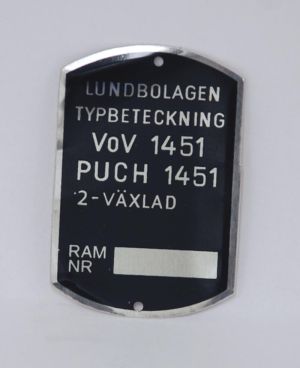 LUNDBOLAGEN
TYPBETECKNING
VoV 1451
PUCH 1451
2-VÄXLAD
RAM
NR